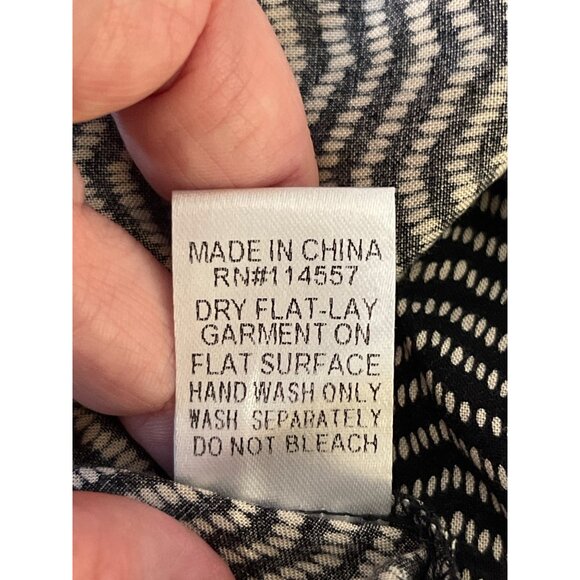 MADE IN CHINA
RN#114557
DRY FLAT-LAY
GARMENT ON
FLAT SURFACE
HAND WASH ONLY
WASH SEPARATELY
DO NOT BLEACH